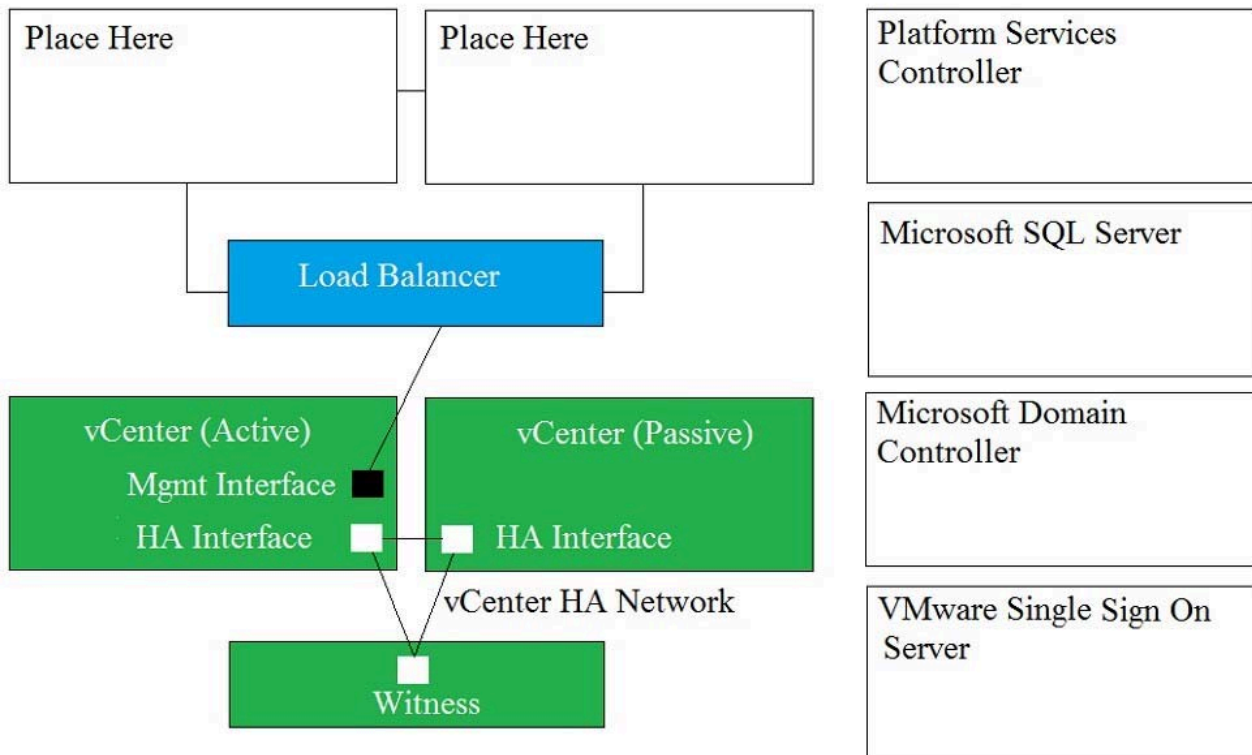 Place Here
Place Here
Platform Services
Controller
Microsoft SQL Server
Load Balancer
vCenter (Active)
vCenter (Passive)
Microsoft Domain
Controller
Mgmt Interface
HA Interface
HA Interface
vCenter HA Network
VMware Single Sign On
Server
Witness